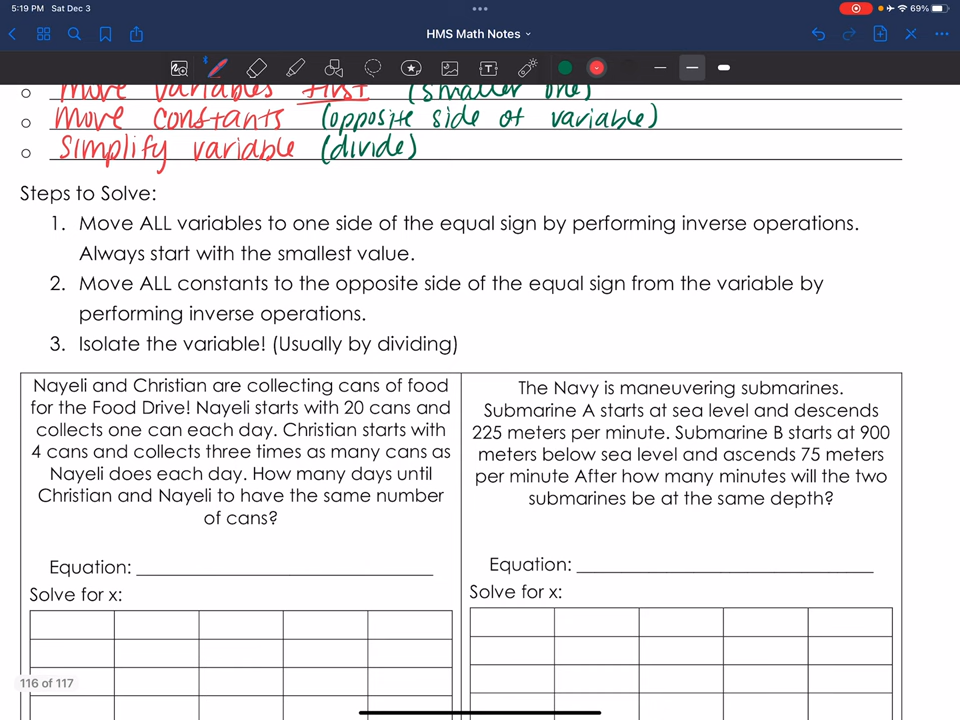 5:19 PM Sat Dec 3
69%
HMS Math Notes
move variables first (smaller one)
move constants (opposite side of variable)
simplify variable (divide)
Steps to Solve:
1. Move ALL variables to one side of the equal sign by performing inverse operations.
Always start with the smallest value.
2. Move ALL constants to the opposite side of the equal sign from the variable by
performing inverse operations.
3. Isolate the variable! (Usually by dividing)
Nayeli and Christian are collecting cans of food
for the Food Drive! Nayeli starts with 20 cans and
collects one can each day. Christian starts with
4 cans and collects three times as many cans as
Nayeli does each day. How many days until
Christian and Nayeli to have the same number
of cans?
Equation:
Solve for x:
The Navy is maneuvering submarines.
Submarine A starts at sea level and descends
225 meters per minute. Submarine B starts at 900
meters below sea level and ascends 75 meters
per minute After how many minutes will the two
submarines be at the same depth?
Equation:
Solve for x:
116 of 117